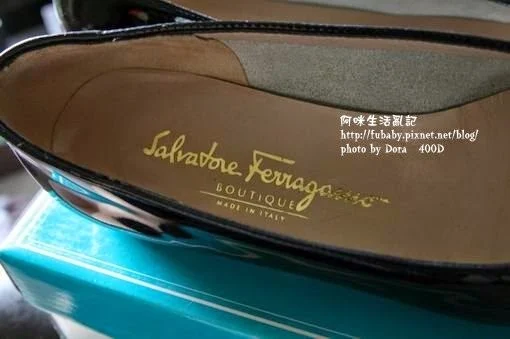 阿咪生活亂記
http://fubaby.pixnet.net/blog/
photo by Dora 400D
Salvatore Ferragamo
BOUTIQUE
MADE IN ITALY